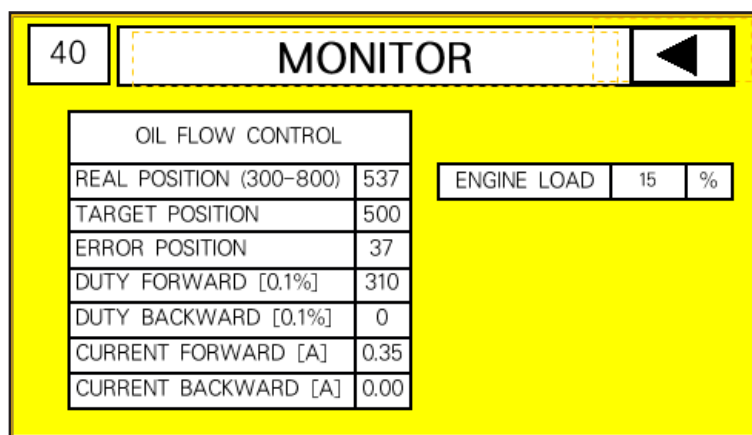 40 MONITOR
OIL FLOW CONTROL
REAL POSITION (300-800) 537
ENGINE LOAD 15 %
TARGET POSITION 500
ERROR POSITION 37
DUTY FORWARD [0.1%] 310
DUTY BACKWARD [0.1%] 0
CURRENT FORWARD [A] 0.35
CURRENT BACKWARD [A] 0.00